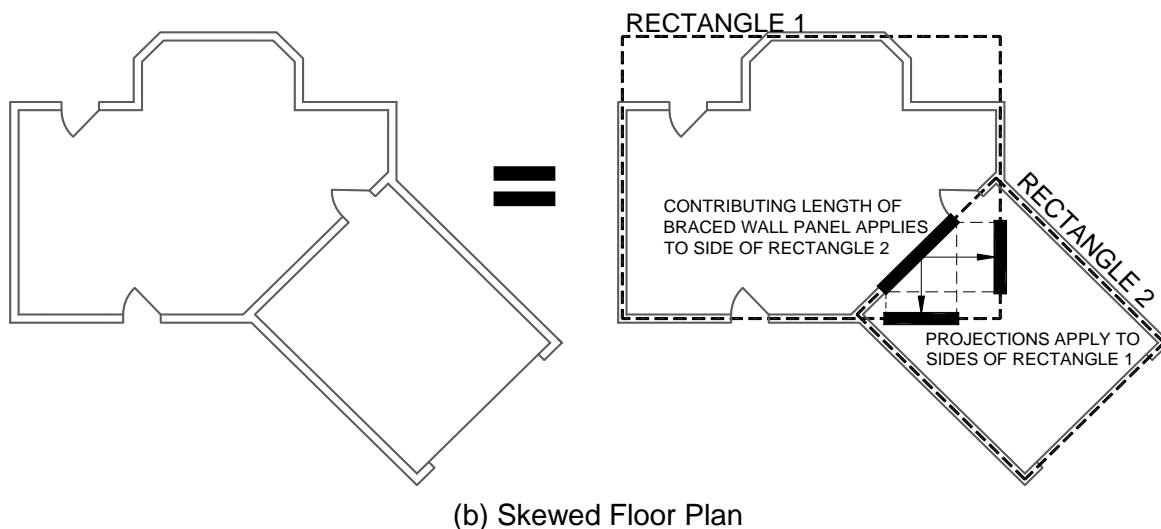 RECTANGLE 1
RECTANGLE 2
CONTRIBUTING LENGTH OF
BRACED WALL PANEL APPLIES
TO SIDE OF RECTANGLE 2
PROJECTIONS APPLY TO
SIDES OF RECTANGLE 1
(b) Skewed Floor Plan